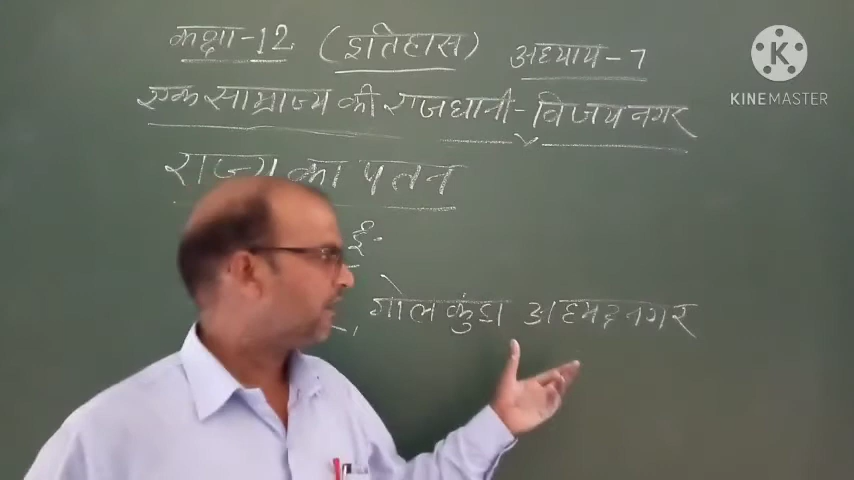 कक्षा-12 (इतिहास) अध्याय-7
KINEMASTER
एक साम्राज्य की राजधानी- विजयनगर
राज्य का पतन
ई.
गोलकुंडा अहमदनगर